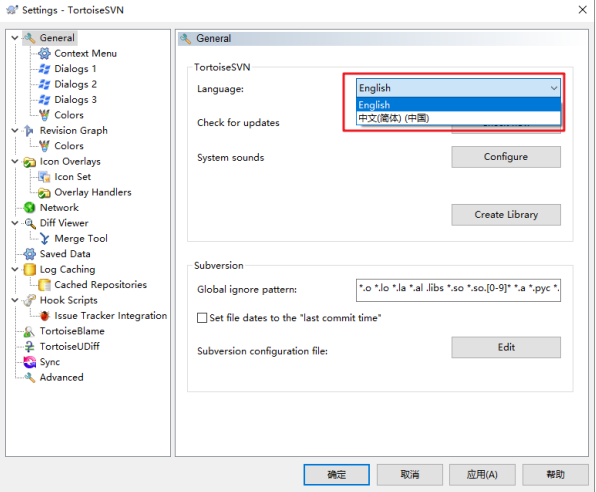 Settings - TortoiseSVN
General
Context Menu
Dialogs 1
Dialogs 2
Dialogs 3
Colors
Revision Graph
Colors
Icon Overlays
Icon Set
Overlay Handlers
Network
Diff Viewer
Merge Tool
Saved Data
Log Caching
Cached Repositories
Hook Scripts
Issue Tracker Integration
TortoiseBlame
TortoiseUDiff
Sync
Advanced
General
TortoiseSVN
Language:
English
English
中文(简体) (中国)
Check for updates
System sounds
Configure
Create Library
Subversion
Global ignore pattern:
*.o *.lo *.la *.al .libs *.so *.so.[0-9]* *.a *.pyc *.
Set file dates to the "last commit time"
Subversion configuration file:
Edit
确定
取消
应用(A)
帮助